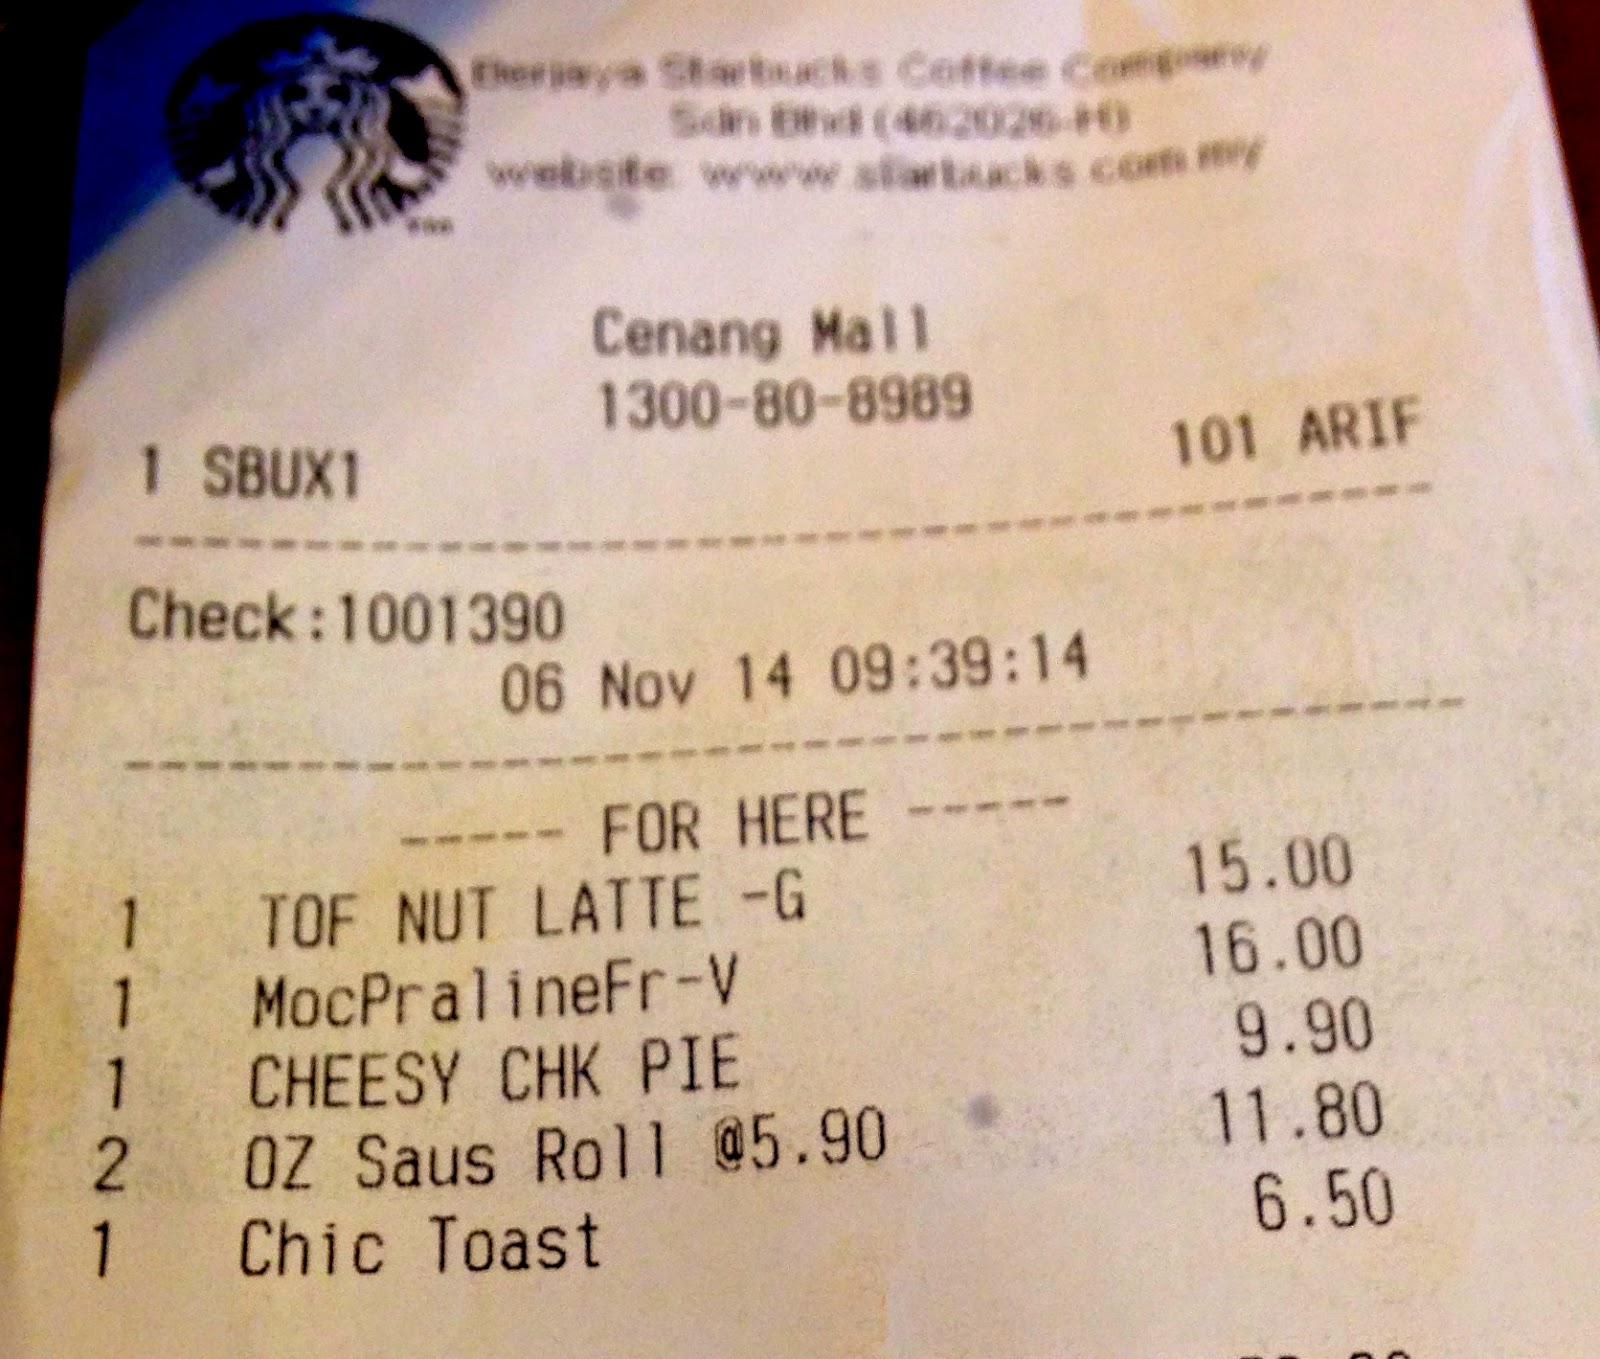 Berjaya Starbucks Coffee Company
Sdn Bhd (462026-H)
website: www.starbucks.com.my
TM
Cenang Mall
1300-80-8989
1 SBUX1 101 ARIF
Check:1001390
06 Nov 14 09:39:14
----- FOR HERE -----
1 TOF NUT LATTE -G 15.00
1 MocPralineFr-V 16.00
1 CHEESY CHK PIE 9.90
2 OZ Saus Roll @5.90 11.80
1 Chic Toast 6.50